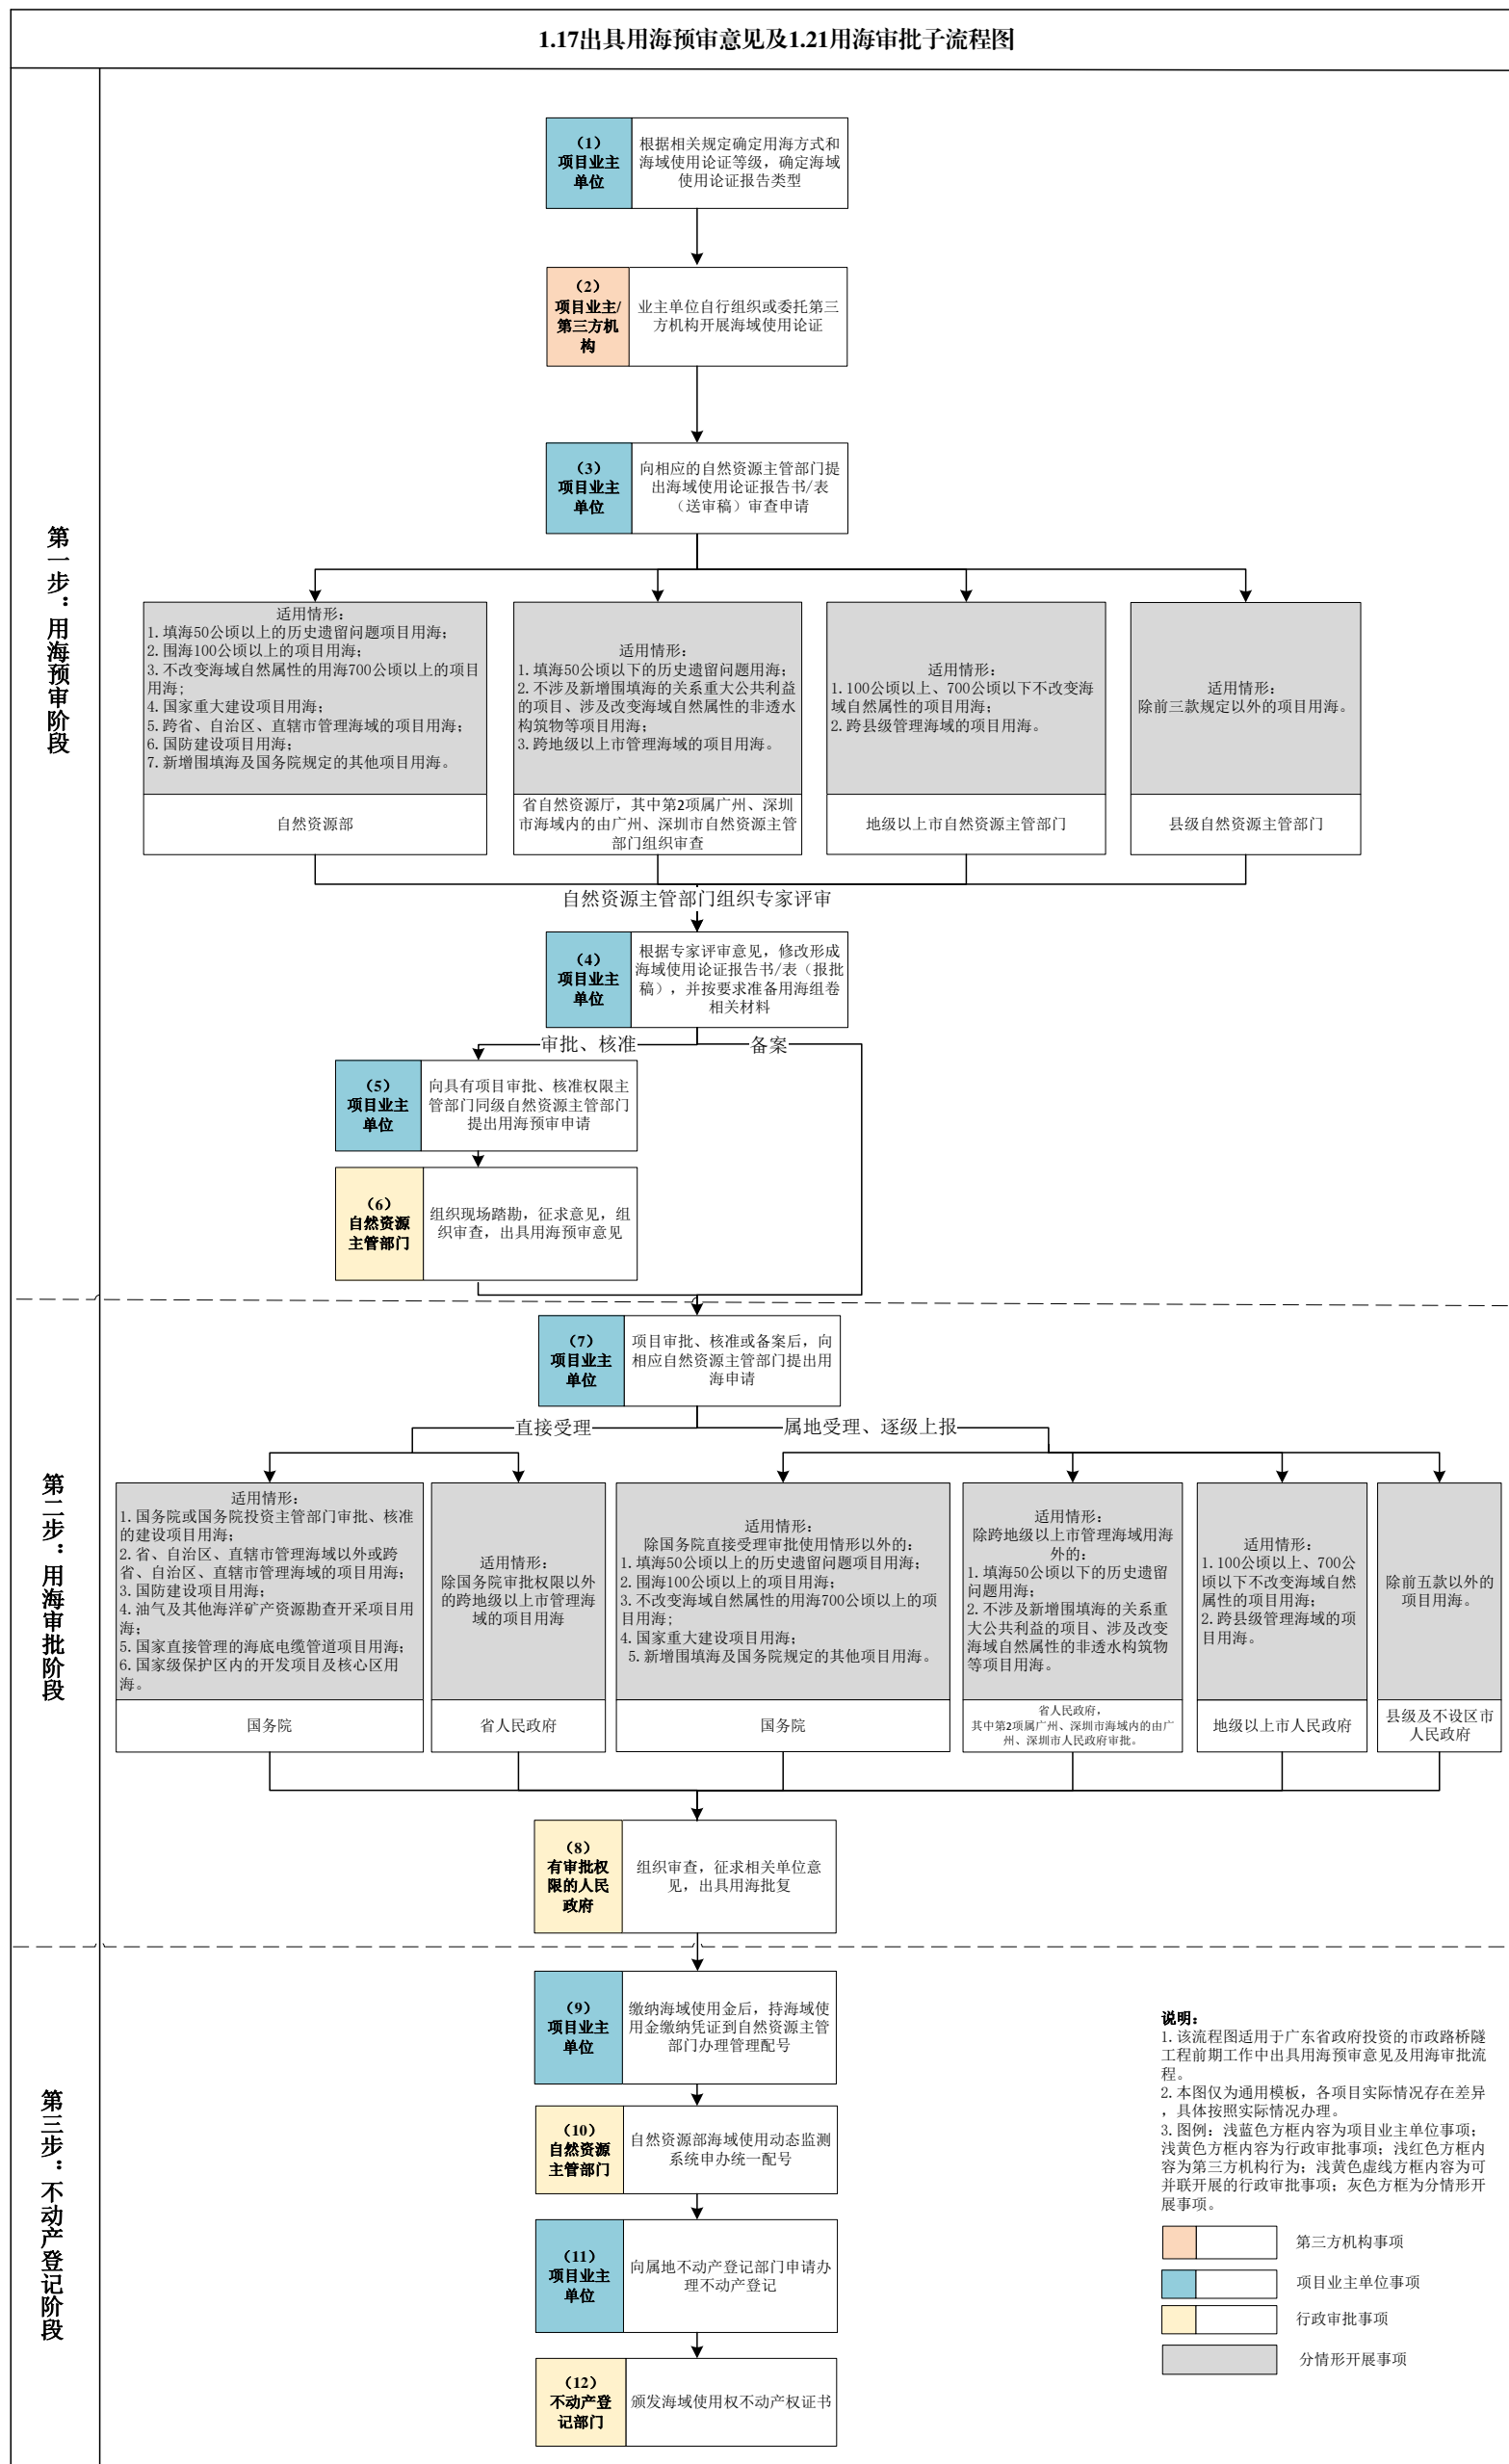 1.17出具用海预审意见及1.21用海审批子流程图
第一步：用海预审阶段
（1）
项目业主
单位
根据相关规定确定用海方式和
海域使用论证等级，确定海域
使用论证报告类型
（2）
项目业主/
第三方机
构
业主单位自行组织或委托第三
方机构开展海域使用论证
（3）
项目业主
单位
向相应的自然资源主管部门提
出海域使用论证报告书/表
（送审稿）审查申请
适用情形：
1.填海50公顷以上的历史遗留问题项目用海；
2.围海100公顷以上的项目用海；
3.不改变海域自然属性的用海700公顷以上的项目
用海；
4.国家重大建设项目用海；
5.跨省、自治区、直辖市管理海域的项目用海；
6.国防建设项目用海；
7.新增围填海及国务院规定的其他项目用海。
自然资源部
适用情形：
1.填海50公顷以下的历史遗留问题用海；
2.不涉及新增围填海的关系重大公共利益
的项目、涉及改变海域自然属性的非透水
构筑物等项目用海；
3.跨地级以上市管理海域的项目用海。
省自然资源厅，其中第2项属广州、深圳
市海域内的由广州、深圳市自然资源主管
部门组织审查
适用情形：
1.100公顷以上、700公顷以下不改变海
域自然属性的项目用海；
2.跨县级管理海域的项目用海。
地级以上市自然资源主管部门
适用情形：
除前三款规定以外的项目用海。
县级自然资源主管部门
自然资源主管部门组织专家评审
（4）
项目业主
单位
根据专家评审意见，修改形成
海域使用论证报告书/表（报批
稿），并按要求准备用海组卷
相关材料
审批、核准
备案
（5）
项目业主
单位
向具有项目审批、核准权限主
管部门同级自然资源主管部门
提出用海预审申请
（6）
自然资源
主管部门
组织现场踏勘，征求意见，组
织审查，出具用海预审意见
第二步：用海审批阶段
（7）
项目业主
单位
项目审批、核准或备案后，向
相应自然资源主管部门提出用
海申请
直接受理
属地受理、逐级上报
适用情形：
1.国务院或国务院投资主管部门审批、核准
的建设项目用海；
2.省、自治区、直辖市管理海域以外或跨
省、自治区、直辖市管理海域的项目用海；
3.国防建设项目用海；
4.油气及其他海洋矿产资源勘查开采项目用
海；
5.国家直接管理的海底电缆管道项目用海；
6.国家级保护区内的开发项目及核心区用
海。
国务院
适用情形：
除国务院审批权限以外
的跨地级以上市管理海
域的项目用海
省人民政府
适用情形：
除国务院直接受理审批使用情形以外的：
1.填海50公顷以上的历史遗留问题项目用海；
2.围海100公顷以上的项目用海；
3.不改变海域自然属性的用海700公顷以上的项
目用海；
4.国家重大建设项目用海；
5.新增围填海及国务院规定的其他项目用海。
国务院
适用情形：
除跨地级以上市管理海域用海
外的：
1.填海50公顷以下的历史遗留
问题用海；
2.不涉及新增围填海的关系重
大公共利益的项目、涉及改变
海域自然属性的非透水构筑物
等项目用海。
省人民政府，
其中第2项属广州、深圳市海域内的由广
州、深圳市人民政府审批。
适用情形：
1.100公顷以上、700公
顷以下不改变海域自然
属性的项目用海；
2.跨县级管理海域的项
目用海。
地级以上市人民政府
除前五款以外的
项目用海。
县级及不设区市
人民政府
（8）
有审批权
限的人民
政府
组织审查，征求相关单位意
见，出具用海批复
第三步：不动产登记阶段
（9）
项目业主
单位
缴纳海域使用金后，持海域使
用金缴纳凭证到自然资源主管
部门办理管理配号
（10）
自然资源
主管部门
自然资源部海域使用动态监测
系统申办统一配号
（11）
项目业主
单位
向属地不动产登记部门申请办
理不动产登记
（12）
不动产登
记部门
颁发海域使用权不动产权证书
说明：
1.该流程图适用于广东省政府投资的市政路桥隧
工程前期工作中出具用海预审意见及用海审批流
程。
2.本图仅为通用模板，各项目实际情况存在差异
，具体按照实际情况办理。
3.图例：浅蓝色方框内容为项目业主单位事项；
浅黄色方框内容为行政审批事项；浅红色方框内
容为第三方机构行为；浅黄色虚线方框内容为可
并联开展的行政审批事项；灰色方框为分情形开
展事项。
第三方机构事项
项目业主单位事项
行政审批事项
分情形开展事项